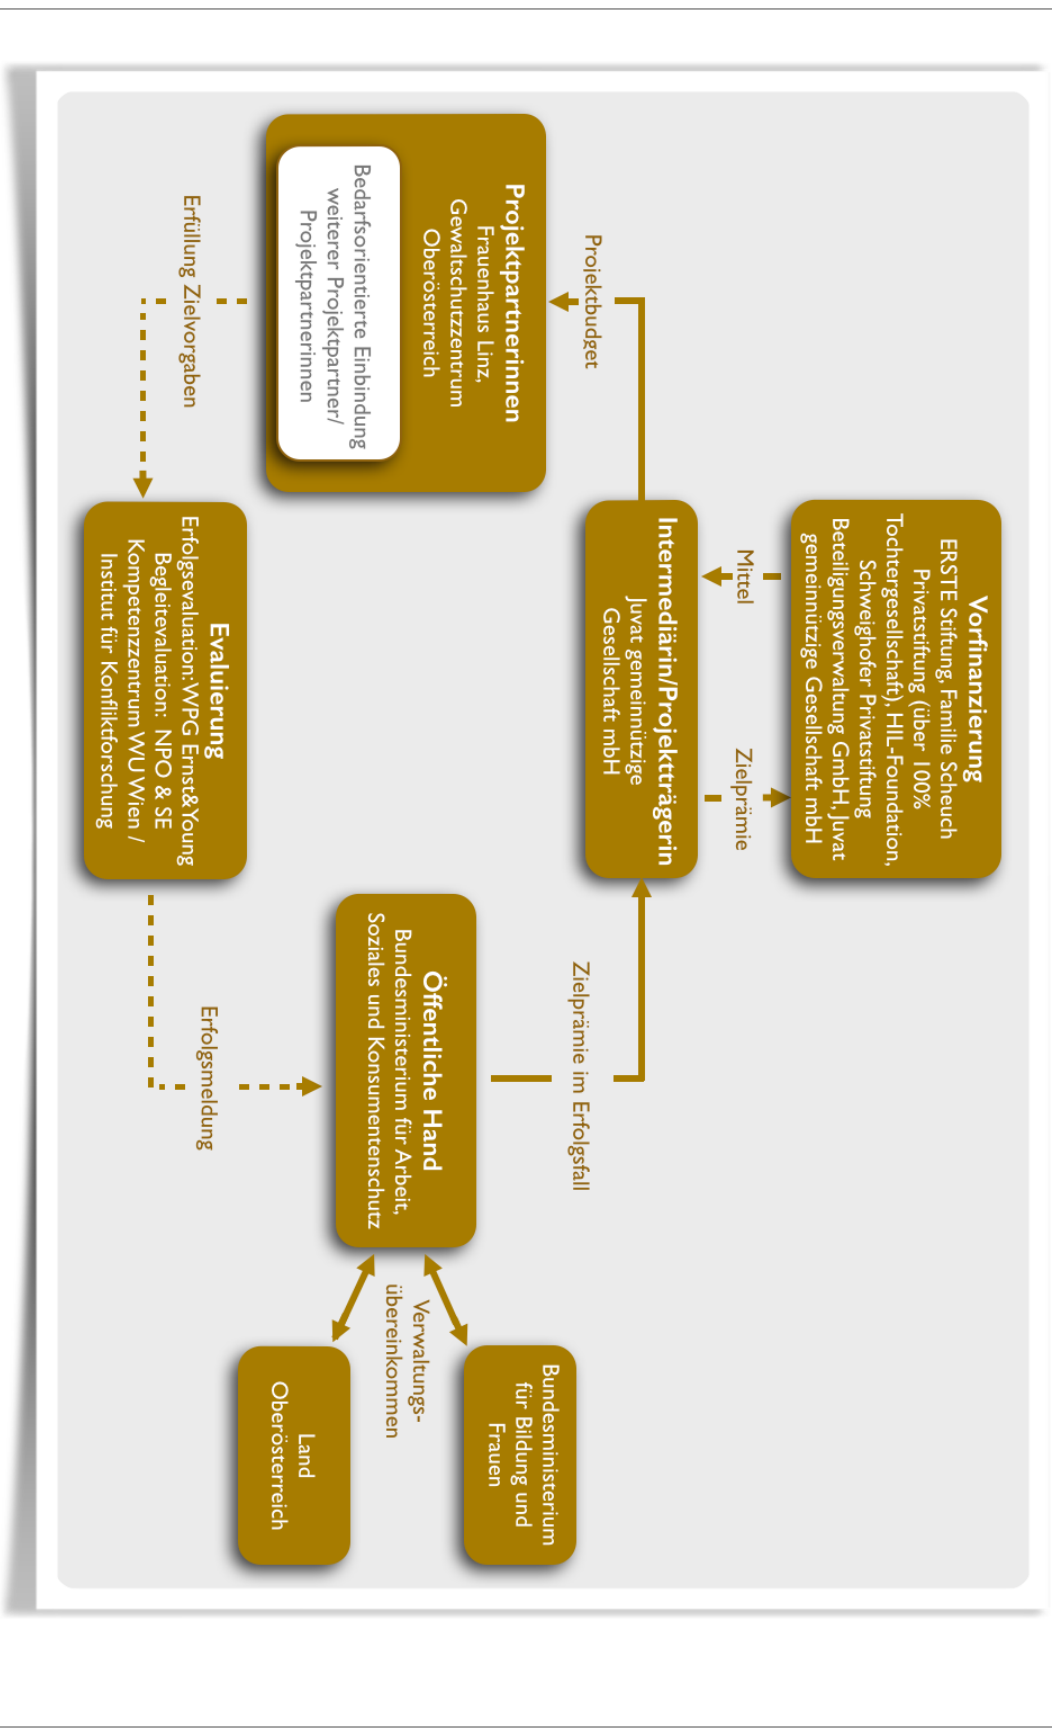 Vorfinanzierung
ERSTE Stiftung, Familie Scheuch
Privatstiftung (über 100%
Tochtergesellschaft), HIL-Foundation,
Schweighofer Privatstiftung
Beteiligungsverwaltung GmbH, Juvat
gemeinnützige Gesellschaft mbH
Mittel
Zielprämie
Intermediärin/Projektträgerin
Juvat gemeinnützige
Gesellschaft mbH
Projektbudget
Zielprämie im Erfolgsfall
Projektpartnerinnen
Frauenhaus Linz,
Gewaltschutzzentrum
Oberösterreich
Bedarfsorientierte Einbindung
weiterer Projektpartner/
Projektpartnerinnen
Öffentliche Hand
Bundesministerium für Arbeit,
Soziales und Konsumentenschutz
Bundesministerium
für Bildung und
Frauen
Verwaltungs-
übereinkommen
Land
Oberösterreich
Erfüllung Zielvorgaben
Evaluierung
Erfolgsevaluation: WPG Ernst&Young
Begleitevaluation: NPO & SE
Kompetenzzentrum WU Wien /
Institut für Konfliktforschung
Erfolgsmeldung